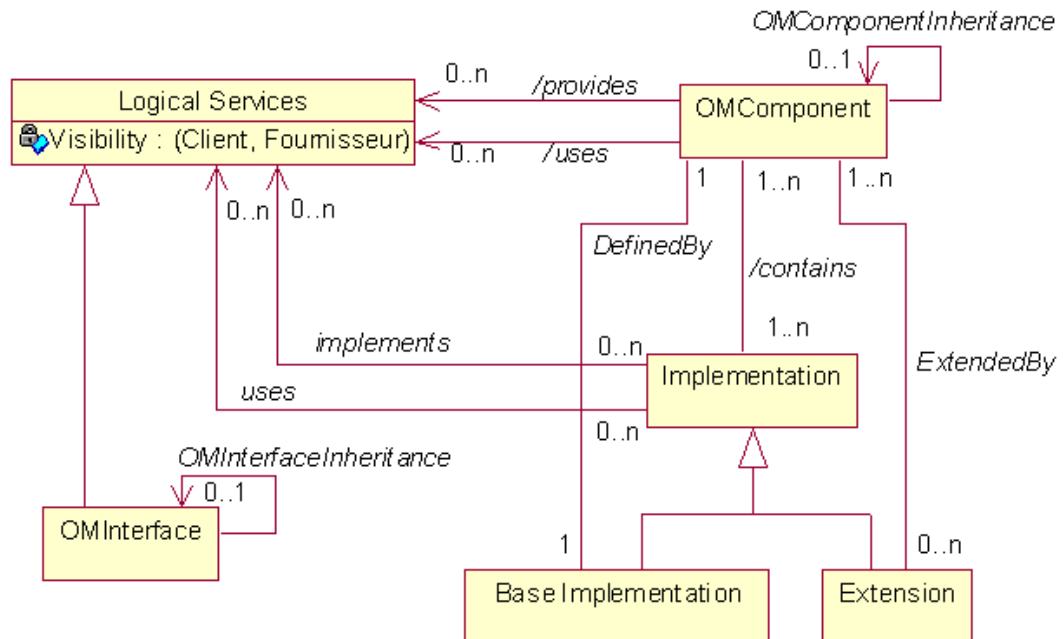 OMComponentInheritance
0..1
0..n
/provides
Logical Services
OMComponent
Visibility : (Client, Fournisseur)
0..n
/uses
1
1..n
1..n
0..n
0..n
DefinedBy
/contains
implements
0..n
1..n
ExtendedBy
Implementation
uses
0..n
OMInterfaceInheritance
0..1
OMInterface
1
0..n
Base Implementation
Extension